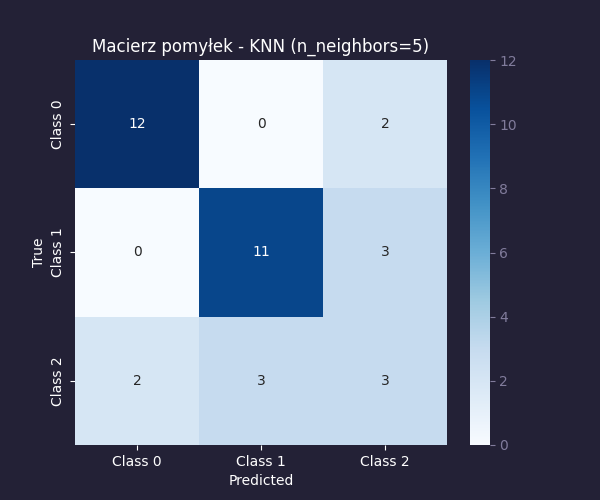 Macierz pomyłek - KNN (n_neighbors=5)
True
Class 0
12
0
2
Class 1
0
11
3
Class 2
2
3
3
Class 0
Class 1
Class 2
Predicted
12
10
8
6
4
2
0